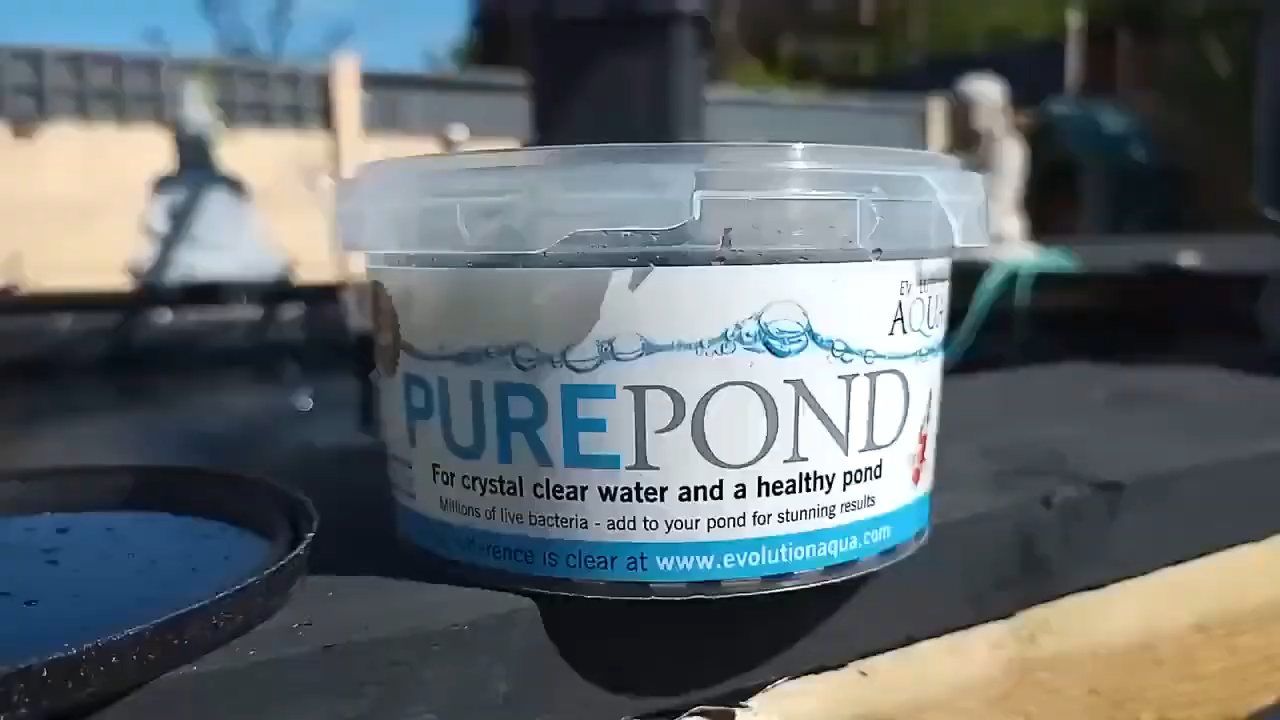 AQUA
PUREPOND
For crystal clear water and a healthy pond
Millions of live bacteria - add to your pond for stunning results
is clear at www.evolutionaqua.com